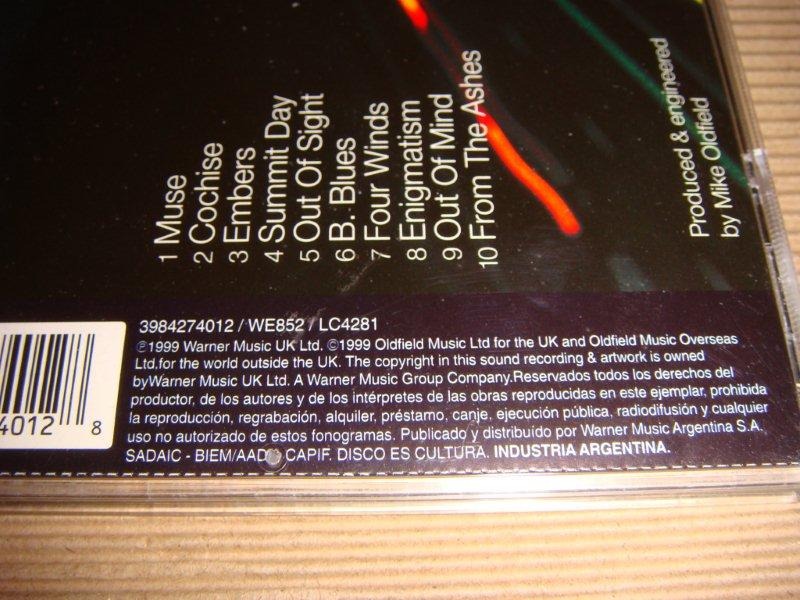 1 Muse
2 Cochise
3 Embers
4 Summit Day
5 Out Of Sight
6 B. Blues
7 Four Winds
8 Enigmatism
9 Out Of Mind
10 From The Ashes
Produced & engineered
by Mike Oldfield
3984274012 / WE852 / LC4281
℗1999 Warner Music UK Ltd. ©1999 Oldfield Music Ltd for the UK and Oldfield Music Overseas
Ltd.for the world outside the UK. The copyright in this sound recording & artwork is owned
byWarner Music UK Ltd. A Warner Music Group Company.Reservados todos los derechos del
productor, de los autores y de los intérpretes de las obras reproducidas en este ejemplar, prohibida
la reproducción, regrabación, alquiler, préstamo, canje, ejecución pública, radiodifusión y cualquier
uso no autorizado de estos fonogramas. Publicado y distribuido por Warner Music Argentina S.A.
SADAIC - BIEM/AADI CAPIF. DISCO ES CULTURA. INDUSTRIA ARGENTINA.
4012 8